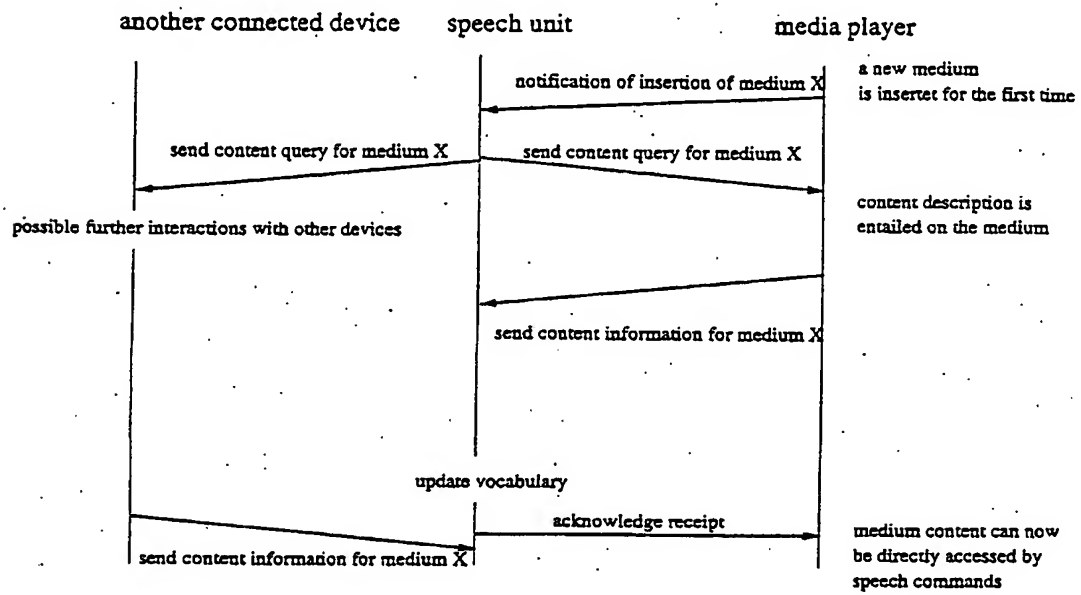 another connected device
speech unit
media player
a new medium
is insertet for the first time
notification of insertion of medium X
send content query for medium X
send content query for medium X
content description is
entailed on the medium
possible further interactions with other devices
send content information for medium X
update vocabulary
acknowledge receipt
medium content can now
be directly accessed by
speech commands
send content information for medium X